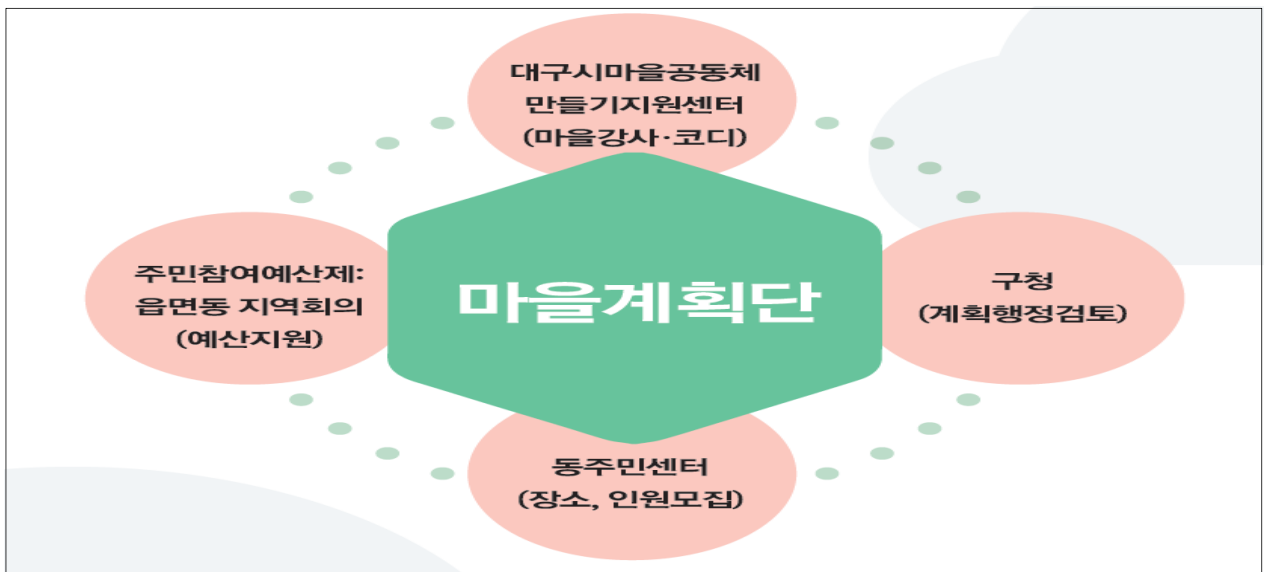 대구시마을공동체
만들기지원센터
(마을강사·코디)
주민참여예산제:
읍면동 지역회의
(예산지원)
마을계획단
구청
(계획행정검토)
동주민센터
(장소, 인원모집)